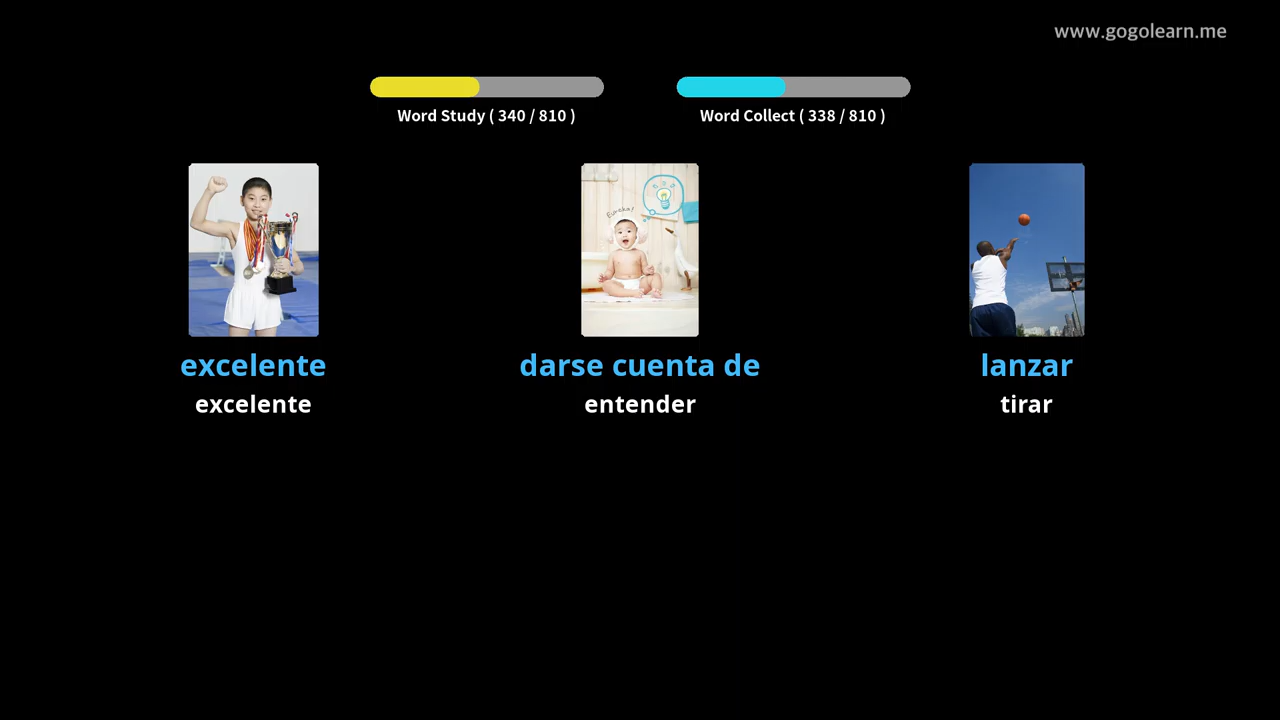 www.gogolearn.me
Word Study ( 340 / 810 )
Word Collect ( 338 / 810 )
Eureka!
excelente
darse cuenta de
lanzar
excelente
entender
tirar